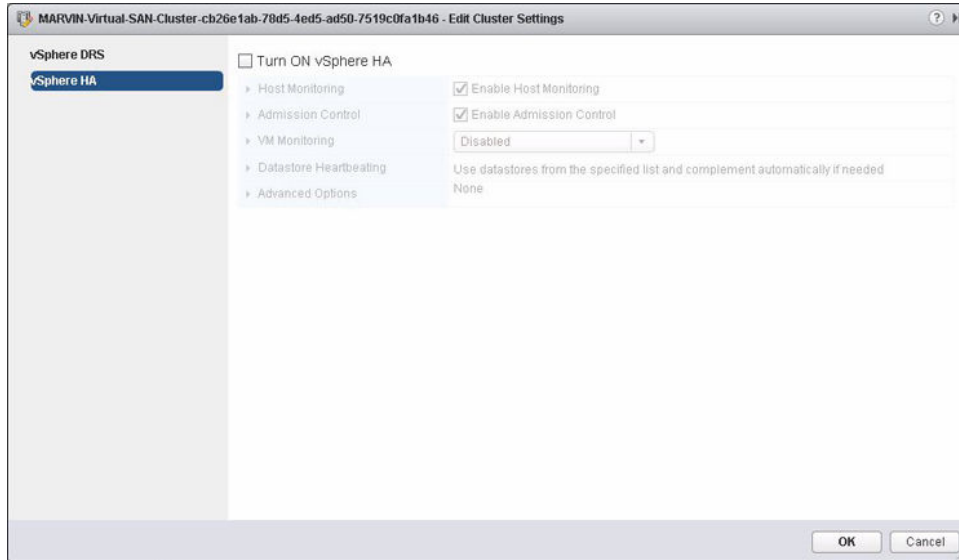 MARVIN-Virtual-SAN-Cluster-cb26e1ab-78d5-4ed5-ad50-7519c0fa1b46 - Edit Cluster Settings
vSphere DRS
vSphere HA
Turn ON vSphere HA
Host Monitoring
Enable Host Monitoring
Admission Control
Enable Admission Control
VM Monitoring
Disabled
Datastore Heartbeating
Use datastores from the specified list and complement automatically if needed
Advanced Options
None
OK
Cancel